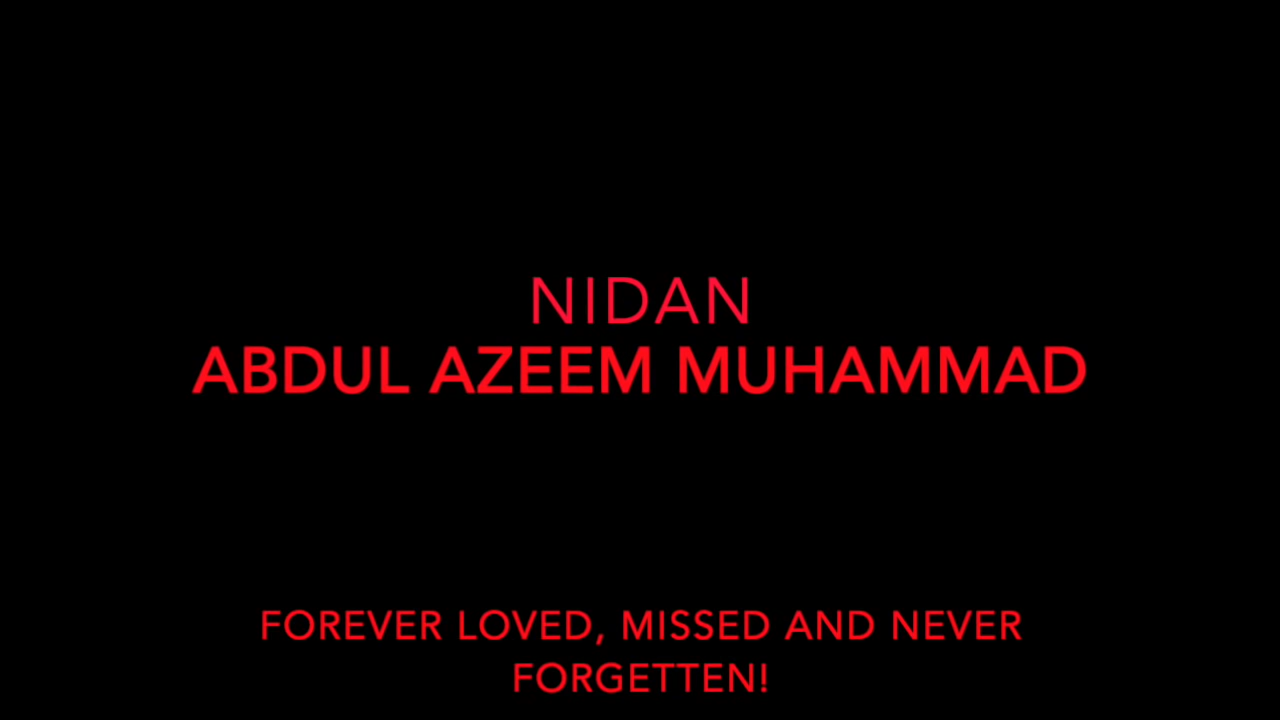 NIDAN
ABDUL AZEEM MUHAMMAD
FOREVER LOVED, MISSED AND NEVER
FORGETTEN!